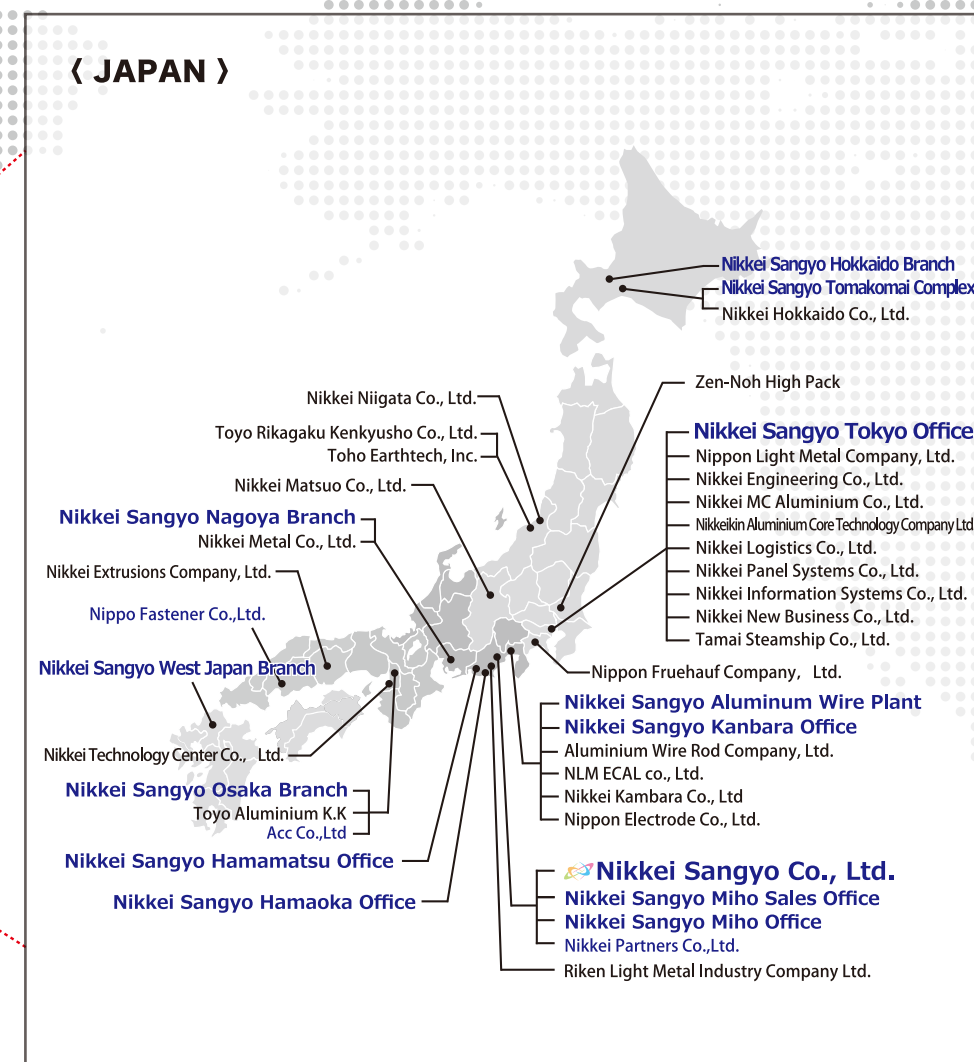 《 JAPAN 》
Nikkei Sangyo Hokkaido Branch
Nikkei Sangyo Tomakomai Complex
Nikkei Hokkaido Co., Ltd.
Zen-Noh High Pack
Nikkei Sangyo Tokyo Office
Nippon Light Metal Company, Ltd.
Nikkei Engineering Co., Ltd.
Nikkei MC Aluminium Co., Ltd.
Nikkeikin Aluminium Core Technology Company Ltd
Nikkei Logistics Co., Ltd.
Nikkei Panel Systems Co., Ltd.
Nikkei Information Systems Co., Ltd.
Nikkei New Business Co., Ltd.
Tamai Steamship Co., Ltd.
Nippon Fruehauf Company, Ltd.
Nikkei Niigata Co., Ltd.
Toyo Rikagaku Kenkyusho Co., Ltd.
Toho Earthtech, Inc.
Nikkei Matsuo Co., Ltd.
Nikkei Sangyo Nagoya Branch
Nikkei Metal Co., Ltd.
Nikkei Extrusions Company, Ltd.
Nippo Fastener Co.,Ltd.
Nikkei Sangyo West Japan Branch
Nikkei Technology Center Co., Ltd.
Nikkei Sangyo Osaka Branch
Toyo Aluminium K.K
Acc Co.,Ltd
Nikkei Sangyo Hamamatsu Office
Nikkei Sangyo Hamaoka Office
Nikkei Sangyo Aluminum Wire Plant
Nikkei Sangyo Kanbara Office
Aluminium Wire Rod Company, Ltd.
NLM ECAL co., Ltd.
Nikkei Kambara Co., Ltd
Nippon Electrode Co., Ltd.
Nikkei Sangyo Co., Ltd.
Nikkei Sangyo Miho Sales Office
Nikkei Sangyo Miho Office
Nikkei Partners Co.,Ltd.
Riken Light Metal Industry Company Ltd.